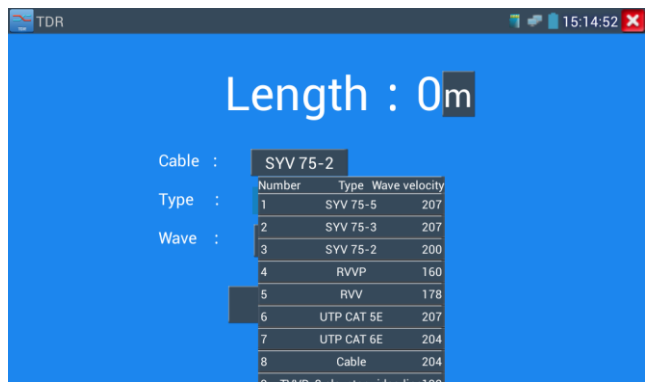 TDR 15:14:52
Length : 0m
Cable : SYV 75-2
Type :
Wave :
Number Type Wave velocity
1 SYV 75-5 207
2 SYV 75-3 207
3 SYV 75-2 200
4 RVVP 160
5 RVV 178
6 UTP CAT 5E 207
7 UTP CAT 6E 204
8 Cable 204